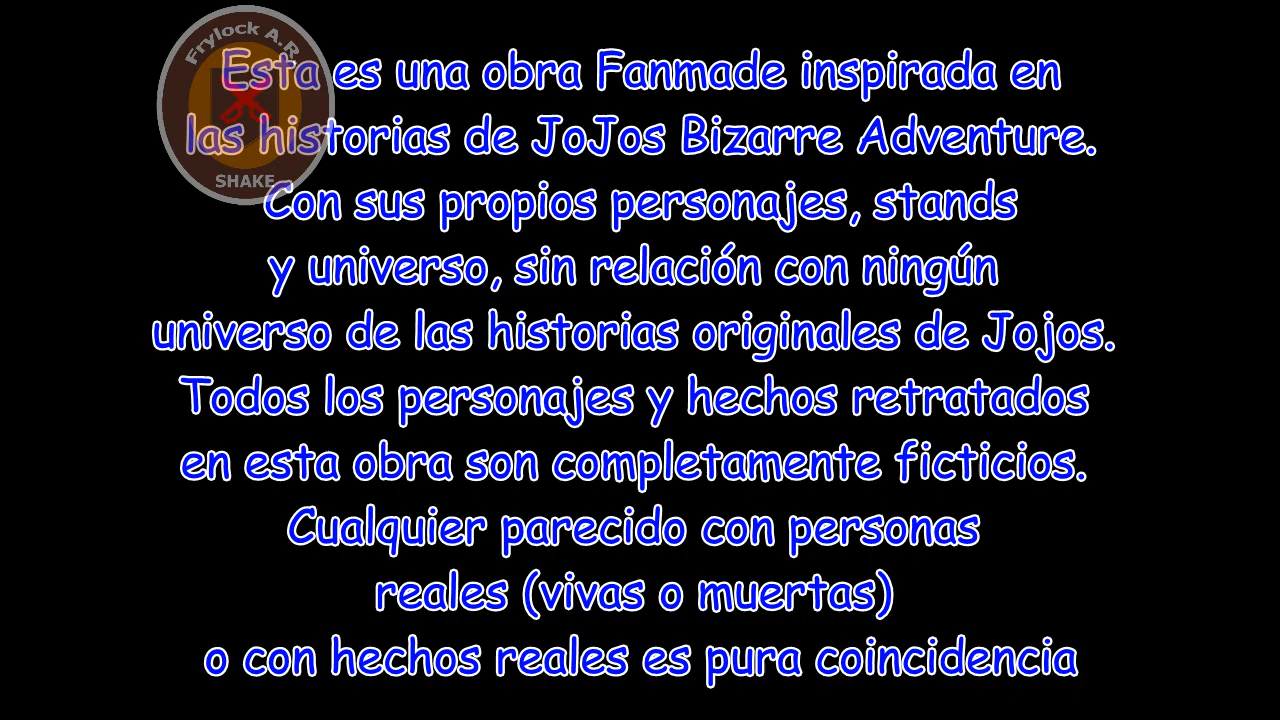 Frylock A.R
SHAKE
Esta es una obra Fanmade inspirada en
las historias de JoJos Bizarre Adventure.
Con sus propios personajes, stands
y universo, sin relación con ningún
universo de las historias originales de Jojos.
Todos los personajes y hechos retratados
en esta obra son completamente ficticios.
Cualquier parecido con personas
reales (vivas o muertas)
o con hechos reales es pura coincidencia